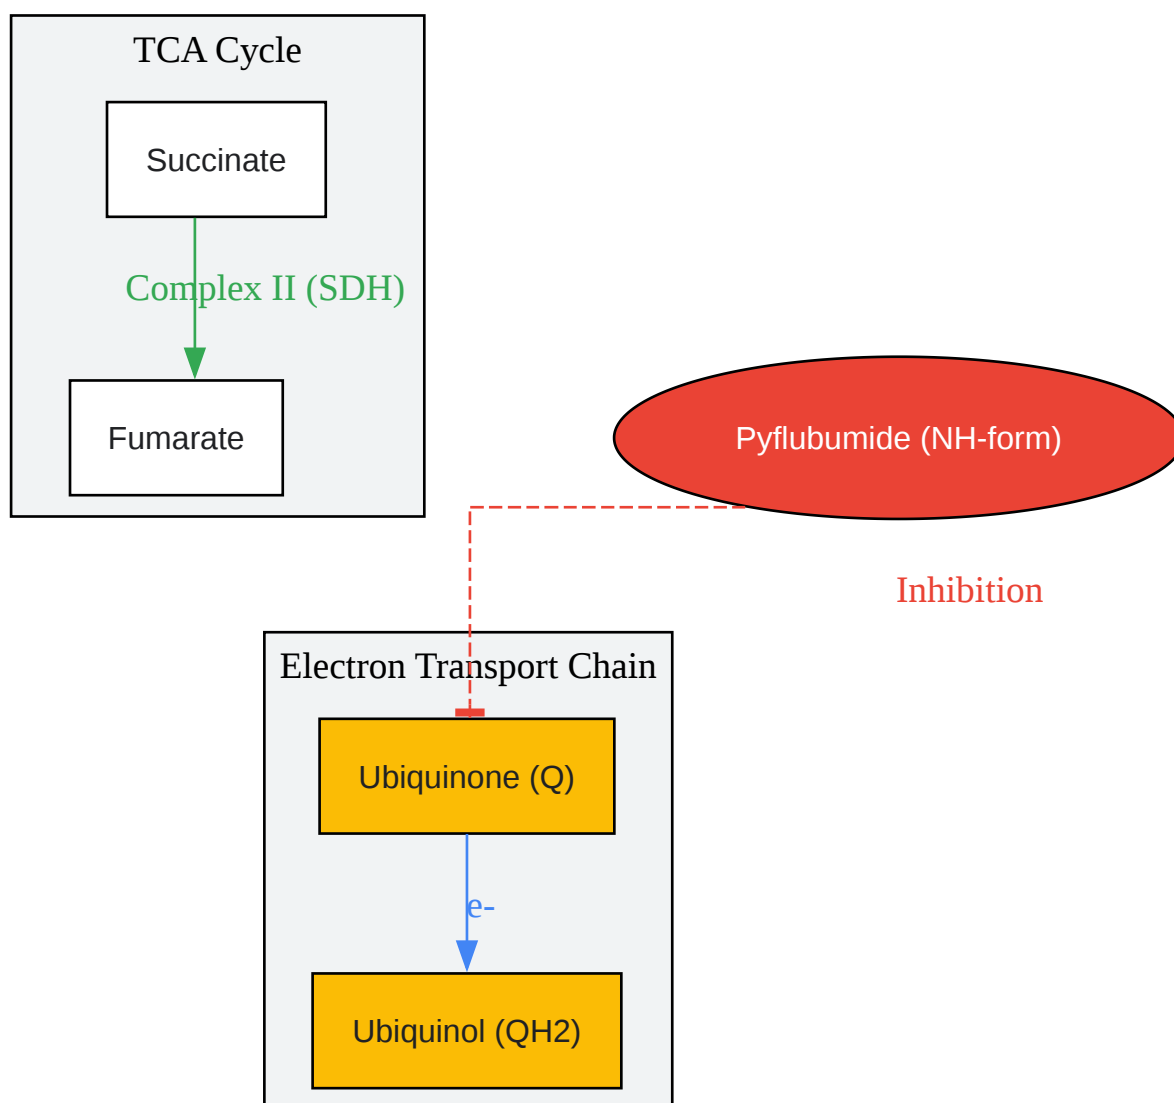 TCA Cycle
Succinate
Complex II (SDH)
Fumarate
Pyflubumide (NH-form)
Inhibition
Electron Transport Chain
Ubiquinone (Q)
e-
Ubiquinol (QH2)